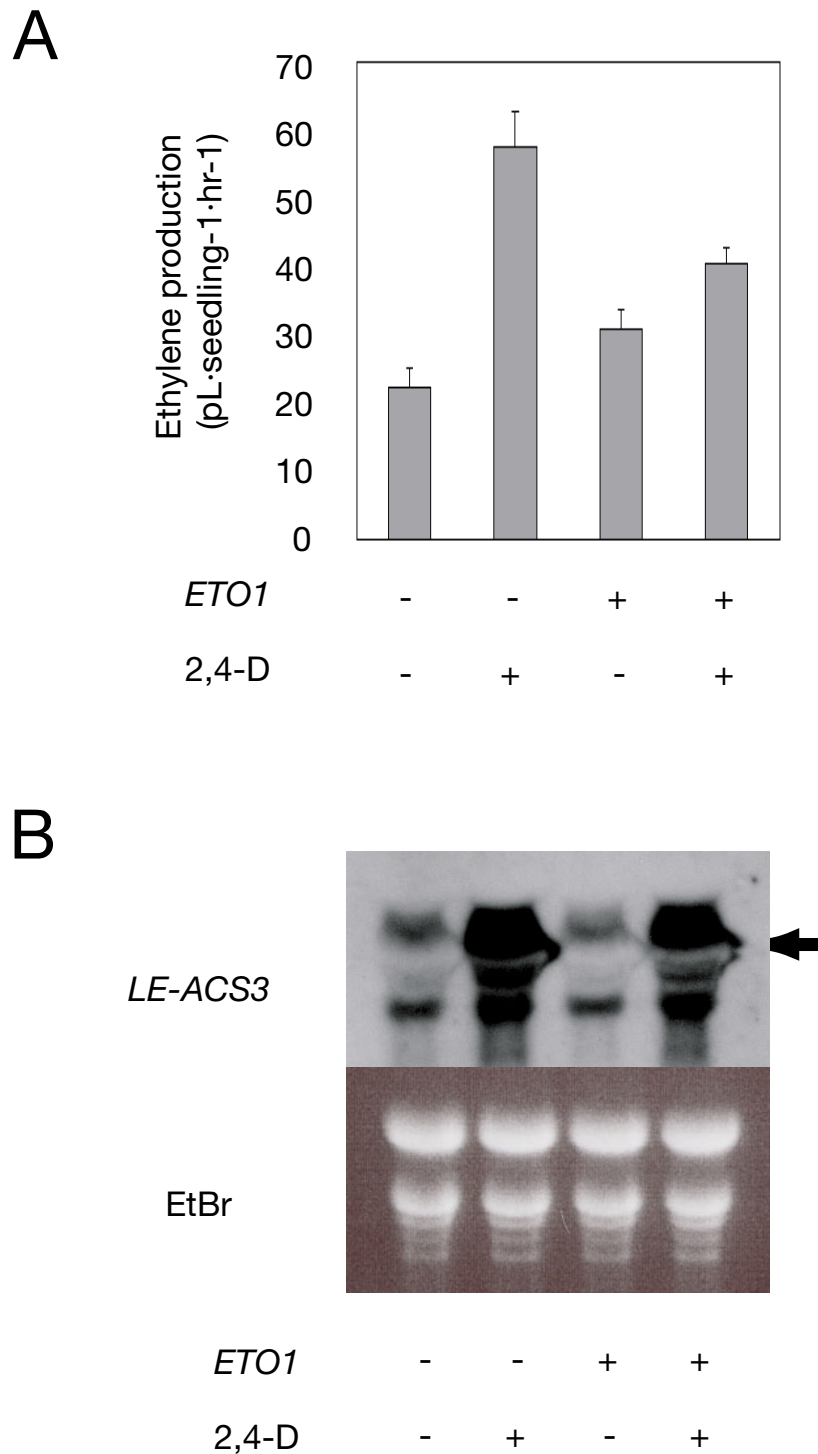 A
70
60
50
40
30
20
10
0
Ethylene production
(pL·seedling-1·hr-1)
ETO1 - - + +
2,4-D - + - +
B
LE-ACS3
EtBr
ETO1 - - + +
2,4-D - + - +